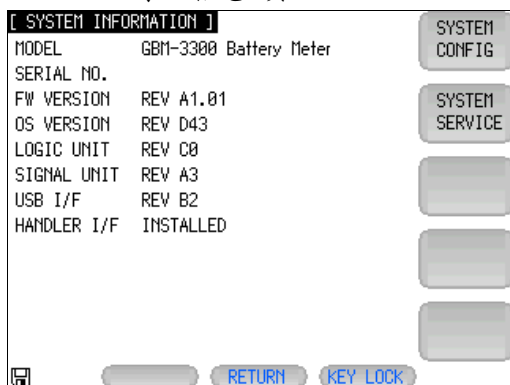 [ SYSTEM INFORMATION ]
MODEL GBM-3300 Battery Meter
SERIAL NO.
FW VERSION REV A1.01
OS VERSION REV D43
LOGIC UNIT REV C0
SIGNAL UNIT REV A3
USB I/F REV B2
HANDLER I/F INSTALLED
SYSTEM
CONFIG
SYSTEM
SERVICE
RETURN
KEY LOCK